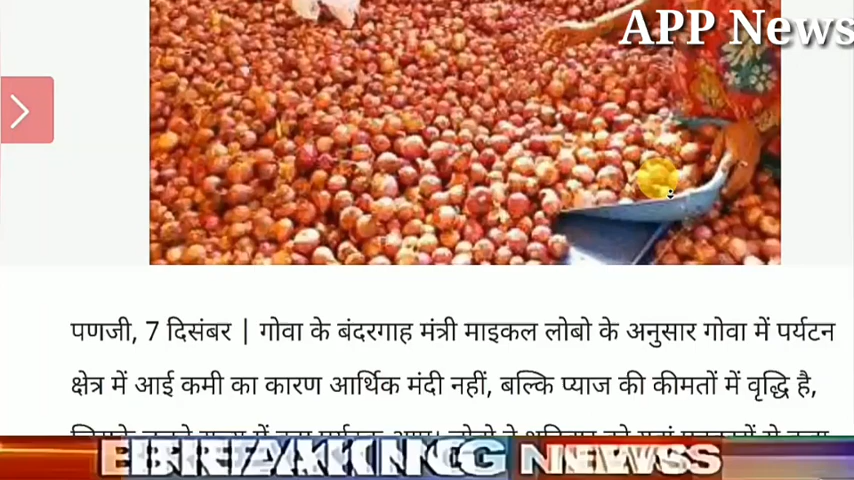 APP News
पणजी, 7 दिसंबर | गोवा के बंदरगाह मंत्री माइकल लोबो के अनुसार गोवा में पर्यटन
क्षेत्र में आई कमी का कारण आर्थिक मंदी नहीं, बल्कि प्याज की कीमतों में वृद्धि है,
BREAKING NEWS